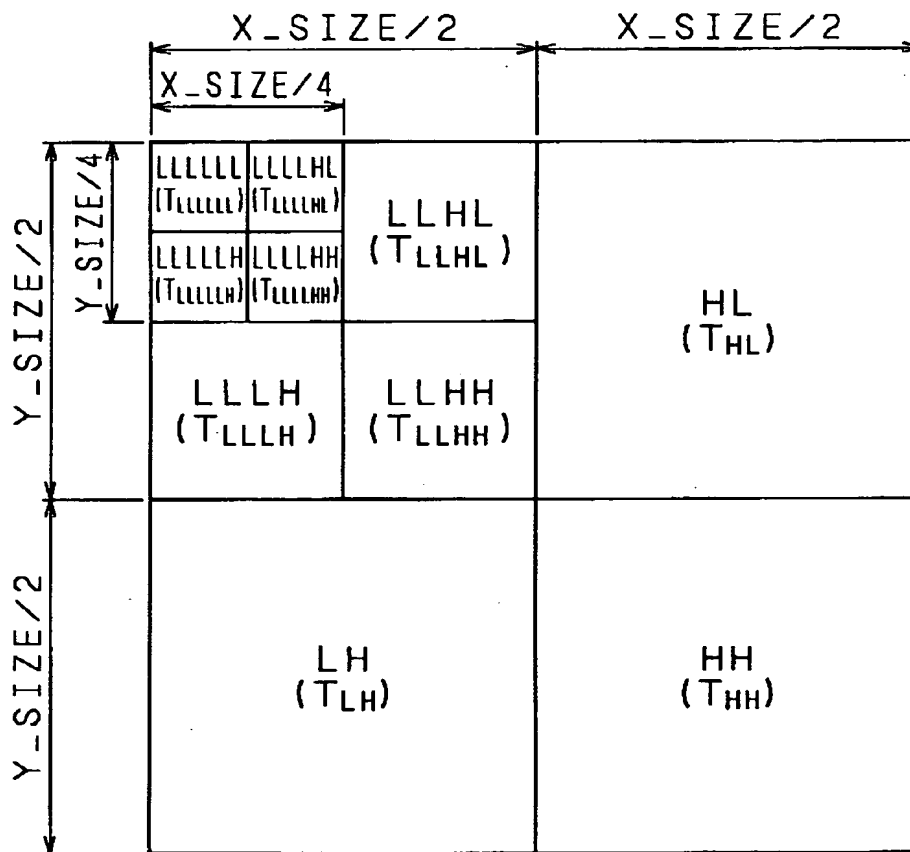 X_SIZE/2 X_SIZE/2
X_SIZE/4
Y_SIZE/2
Y_SIZE/4
LLLLLL LLLLHL
(TLLLLLL) (TLLLLHL)
LLLLLH LLLLHH
(TLLLLLH) (TLLLLHH)
LLHL
(TLLHL)
HL
(THL)
LLLH LLHH
(TLLLH) (TLLHH)
Y_SIZE/2
LH HH
(TLH) (THH)